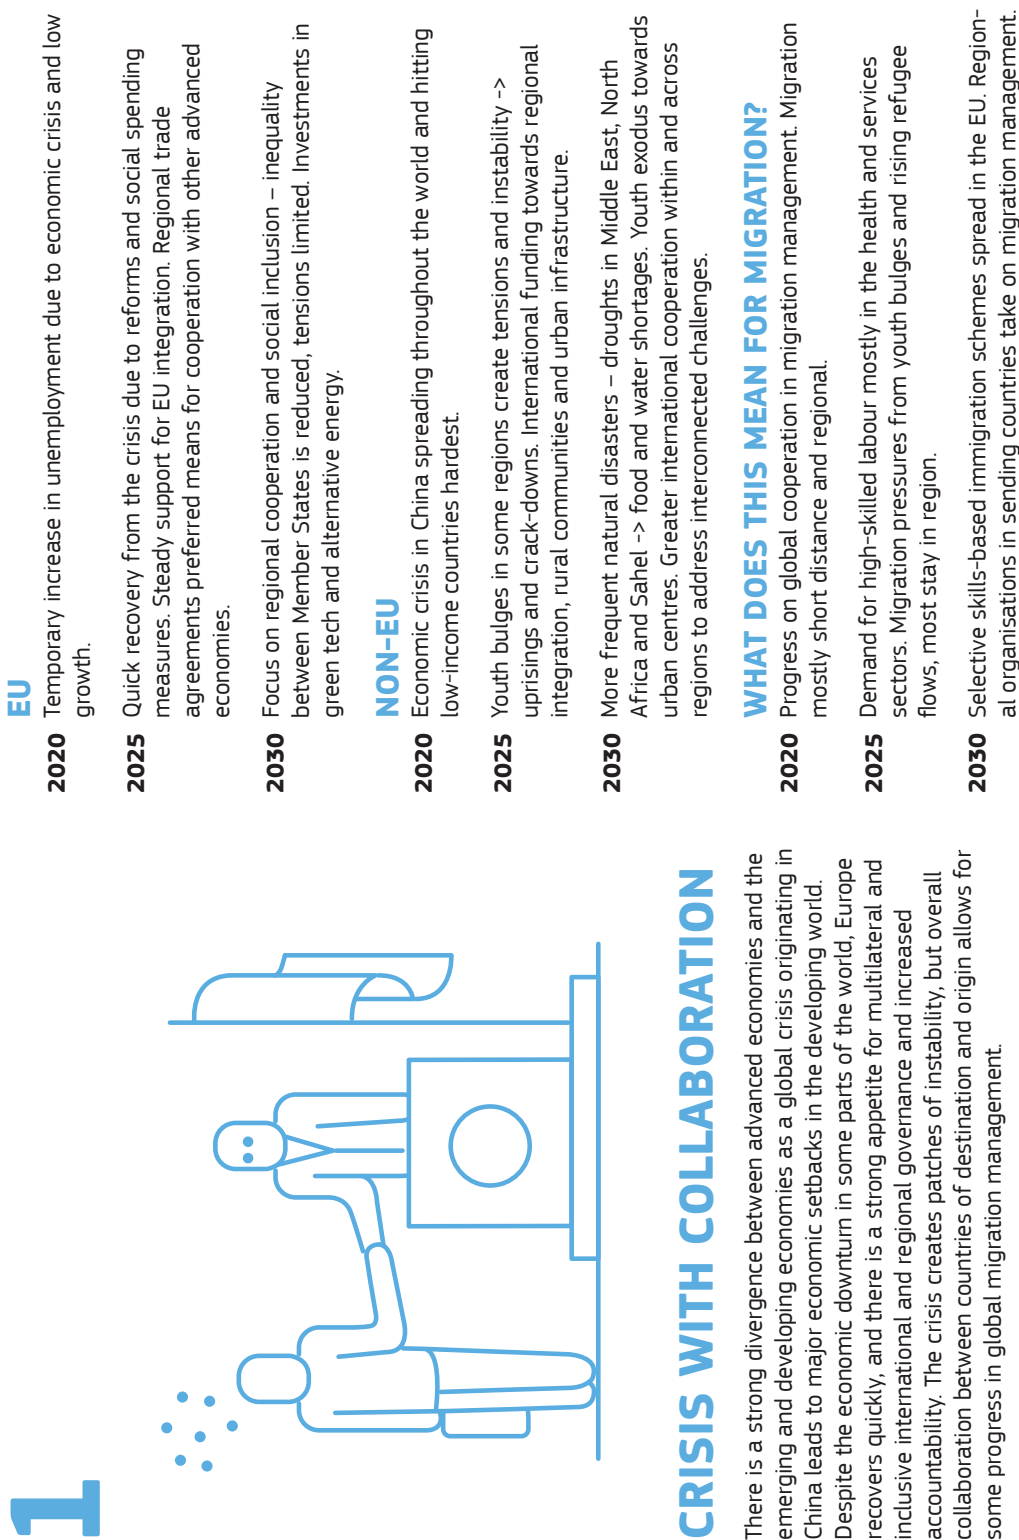 1
CRISIS WITH COLLABORATION
There is a strong divergence between advanced economies and the
emerging and developing economies as a global crisis originating in
China leads to major economic setbacks in the developing world.
Despite the economic downturn in some parts of the world, Europe
recovers quickly, and there is a strong appetite for multilateral and
inclusive international and regional governance and increased
accountability. The crisis creates patches of instability, but overall
collaboration between countries of destination and origin allows for
some progress in global migration management.
EU
2020 Temporary increase in unemployment due to economic crisis and low
growth.
2025 Quick recovery from the crisis due to reforms and social spending
measures. Steady support for EU integration. Regional trade
agreements preferred means for cooperation with other advanced
economies.
2030 Focus on regional cooperation and social inclusion – inequality
between Member States is reduced, tensions limited. Investments in
green tech and alternative energy.
NON-EU
2020 Economic crisis in China spreading throughout the world and hitting
low-income countries hardest.
2025 Youth bulges in some regions create tensions and instability ->
uprisings and crack-downs. International funding towards regional
integration, rural communities and urban infrastructure.
2030 More frequent natural disasters – droughts in Middle East, North
Africa and Sahel -> food and water shortages. Youth exodus towards
urban centres. Greater international cooperation within and across
regions to address interconnected challenges.
WHAT DOES THIS MEAN FOR MIGRATION?
2020 Progress on global cooperation in migration management. Migration
mostly short distance and regional.
2025 Demand for high-skilled labour mostly in the health and services
sectors. Migration pressures from youth bulges and rising refugee
flows, most stay in region.
2030 Selective skills-based immigration schemes spread in the EU. Region-
al organisations in sending countries take on migration management.